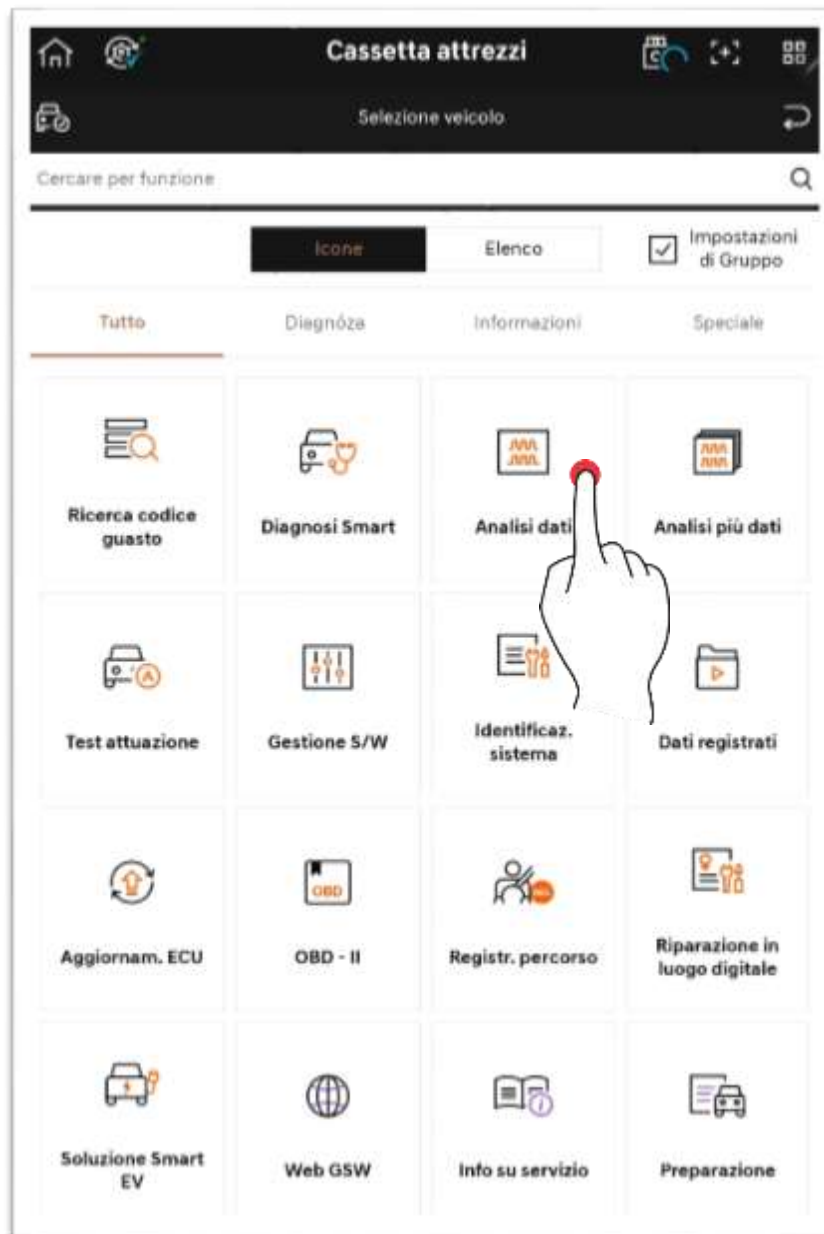 Cassetta attrezzi
Selezione veicolo
Cercare per funzione
Icone
Elenco
Impostazioni
di Gruppo
Tutto
Diagnóza
Informazioni
Speciale
Ricerca codice
guasto
Diagnosi Smart
Analisi dati
Analisi più dati
Test attuazione
Gestione S/W
Identificaz.
sistema
Dati registrati
OBD
Aggiornam. ECU
OBD - II
Registr. percorso
Riparazione in
luogo digitale
Soluzione Smart
EV
Web GSW
Info su servizio
Preparazione